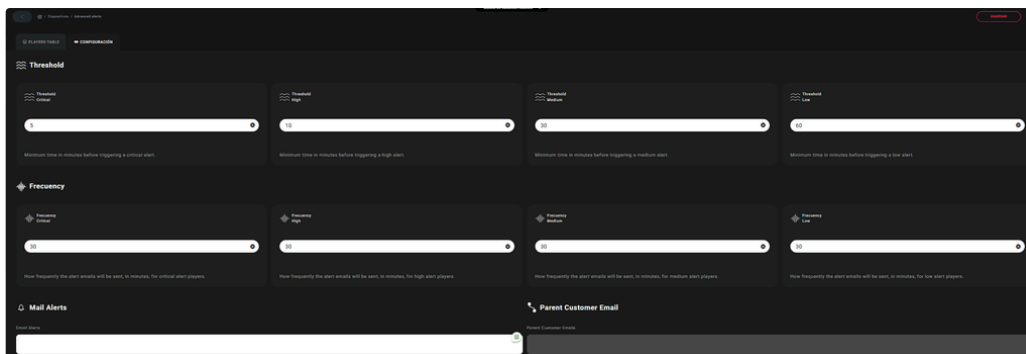 / Dispositivos / Advanced alerts
PLAYERS TABLE
CONFIGURACIÓN
Threshold
Threshold
Critical
Threshold
High
Threshold
Medium
Threshold
Low
5
10
30
60
Minimum time in minutes before triggering a critical alert.
Minimum time in minutes before triggering a high alert.
Minimum time in minutes before triggering a medium alert.
Minimum time in minutes before triggering a low alert.
Frecuency
Frecuency
Critical
Frecuency
High
Frecuency
Medium
Frecuency
Low
30
30
30
30
How frequently the alert emails will be sent, in minutes, for critical alert players.
How frequently the alert emails will be sent, in minutes, for high alert players.
How frequently the alert emails will be sent, in minutes, for medium alert players.
How frequently the alert emails will be sent, in minutes, for low alert players.
Mail Alerts
Parent Customer Email
Email Alerts
Parent Customer Emails